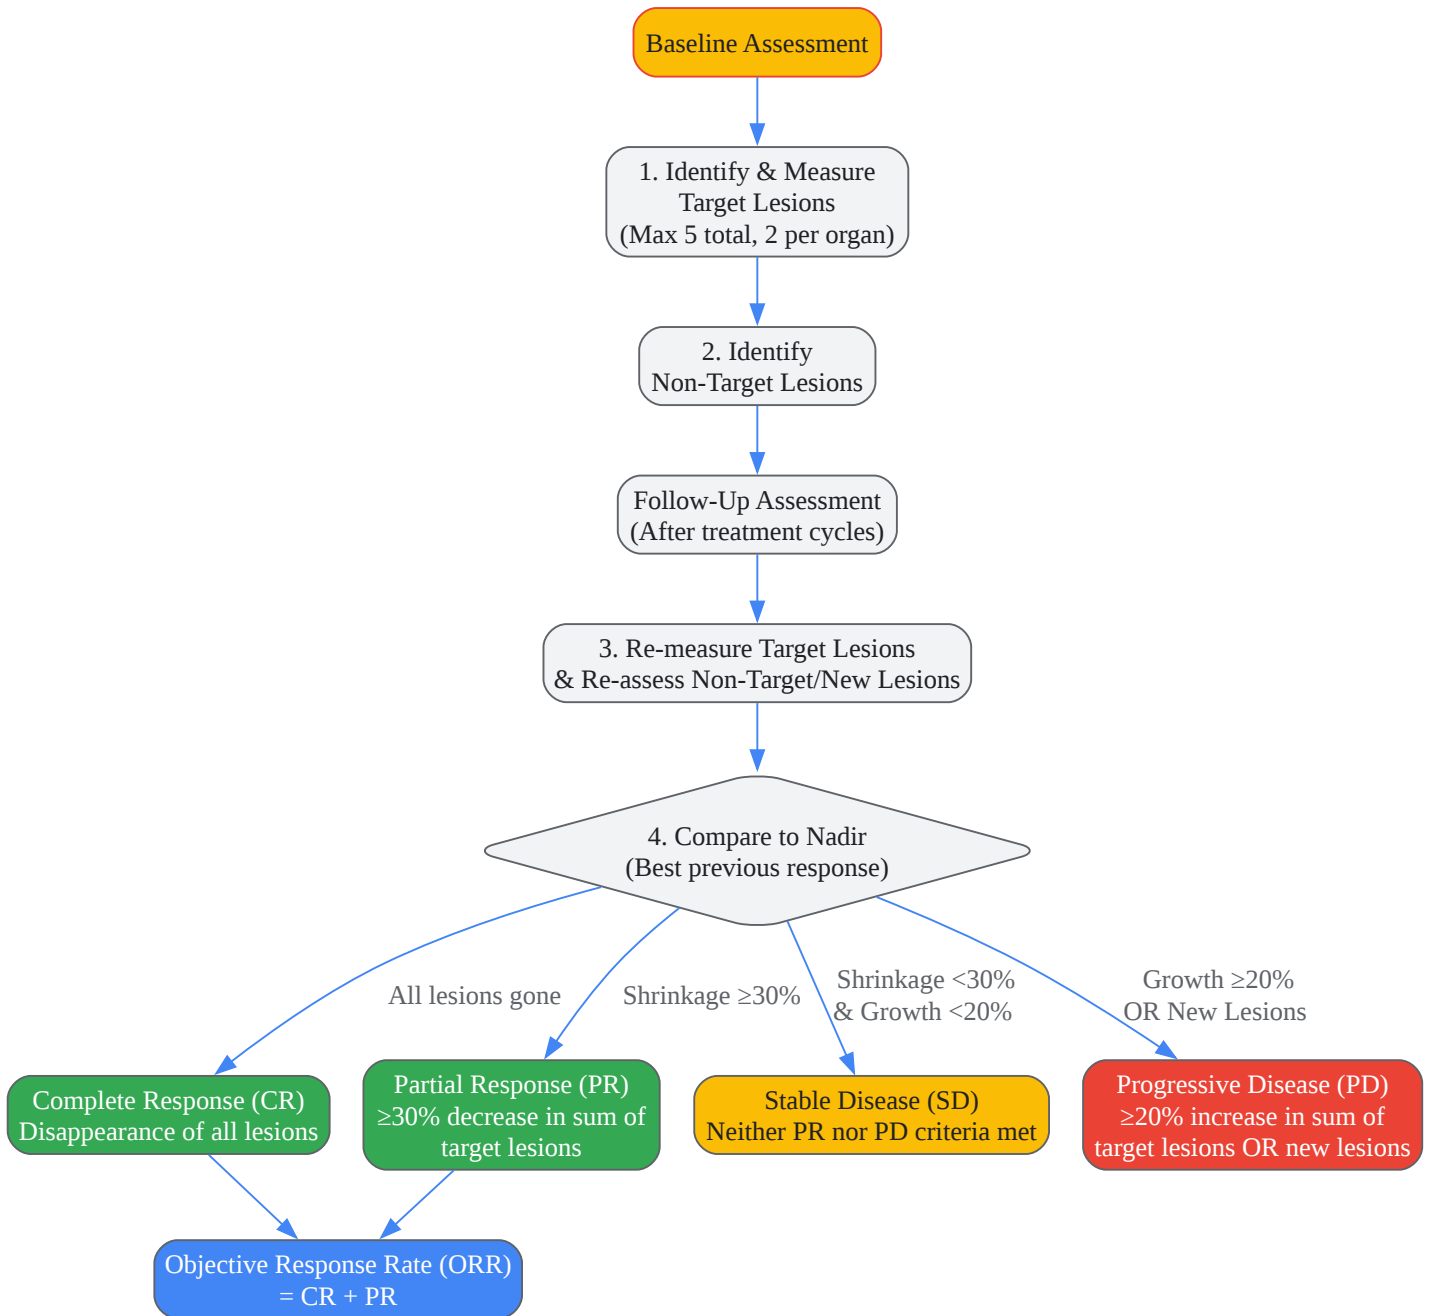 Baseline Assessment
1. Identify & Measure
Target Lesions
(Max 5 total, 2 per organ)
2. Identify
Non-Target Lesions
Follow-Up Assessment
(After treatment cycles)
3. Re-measure Target Lesions
& Re-assess Non-Target/New Lesions
4. Compare to Nadir
(Best previous response)
All lesions gone
Shrinkage ≥30%
Shrinkage <30%
& Growth <20%
Growth ≥20%
OR New Lesions
Complete Response (CR)
Disappearance of all lesions
Partial Response (PR)
≥30% decrease in sum of
target lesions
Stable Disease (SD)
Neither PR nor PD criteria met
Progressive Disease (PD)
≥20% increase in sum of
target lesions OR new lesions
Objective Response Rate (ORR)
= CR + PR